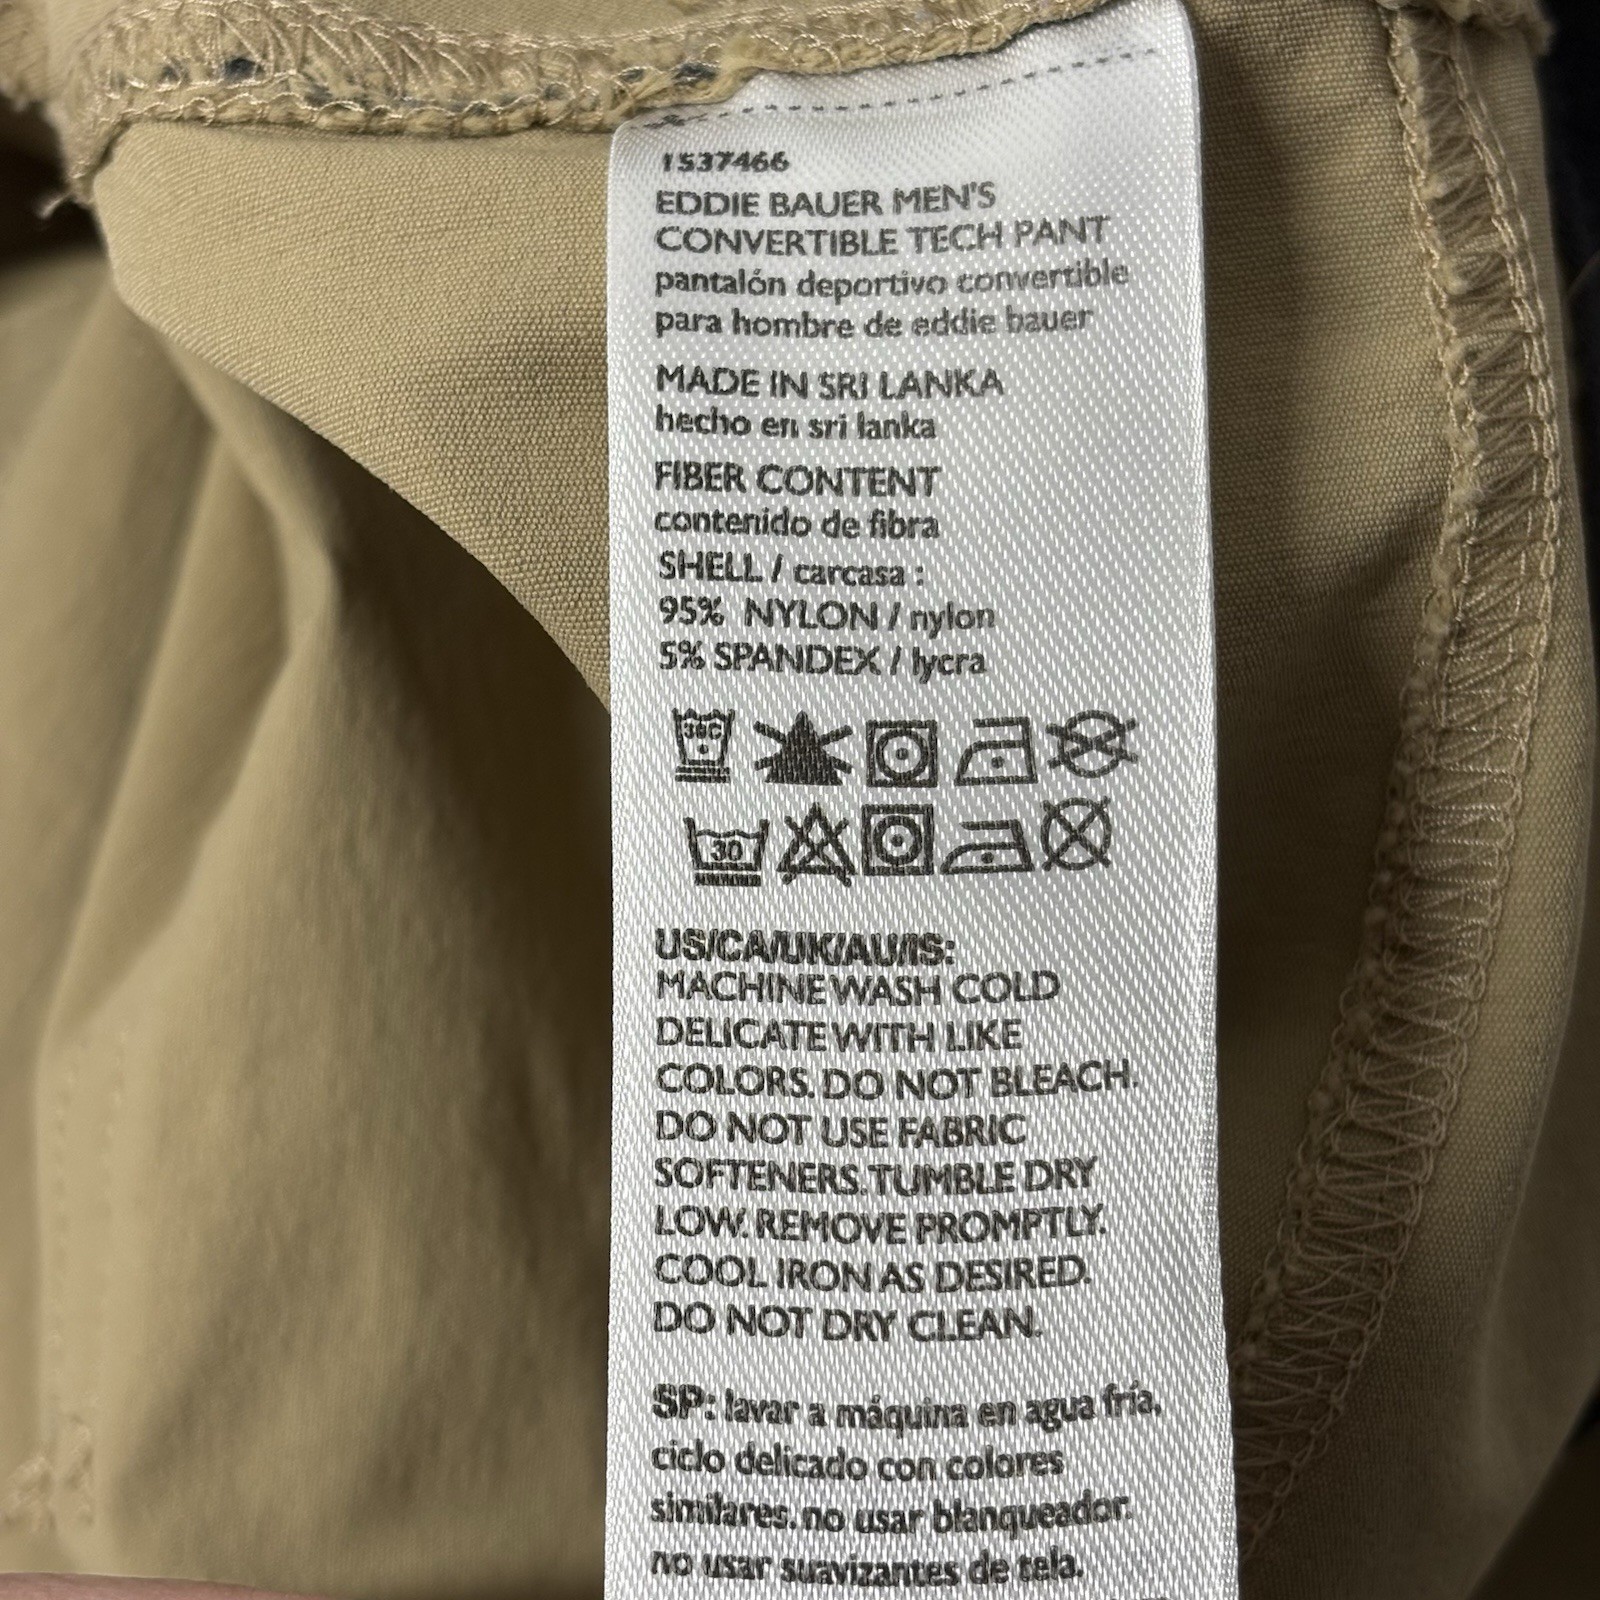 1537466
EDDIE BAUER MEN'S
CONVERTIBLE TECH PANT
pantalón deportivo convertible
para hombre de eddie bauer
MADE IN SRI LANKA
hecho en sri lanka
FIBER CONTENT
contenido de fibra
SHELL / carcasa :
95% NYLON / nylon
5% SPANDEX / lycra
30C
30
US/CA/UK/AU/IS:
MACHINE WASH COLD
DELICATE WITH LIKE
COLORS. DO NOT BLEACH.
DO NOT USE FABRIC
SOFTENERS. TUMBLE DRY
LOW. REMOVE PROMPTLY.
COOL IRON AS DESIRED.
DO NOT DRY CLEAN.
SP: lavar a máquina en agua fría,
ciclo delicado con colores
similares. no usar blanqueador.
no usar suavizantes de tela.